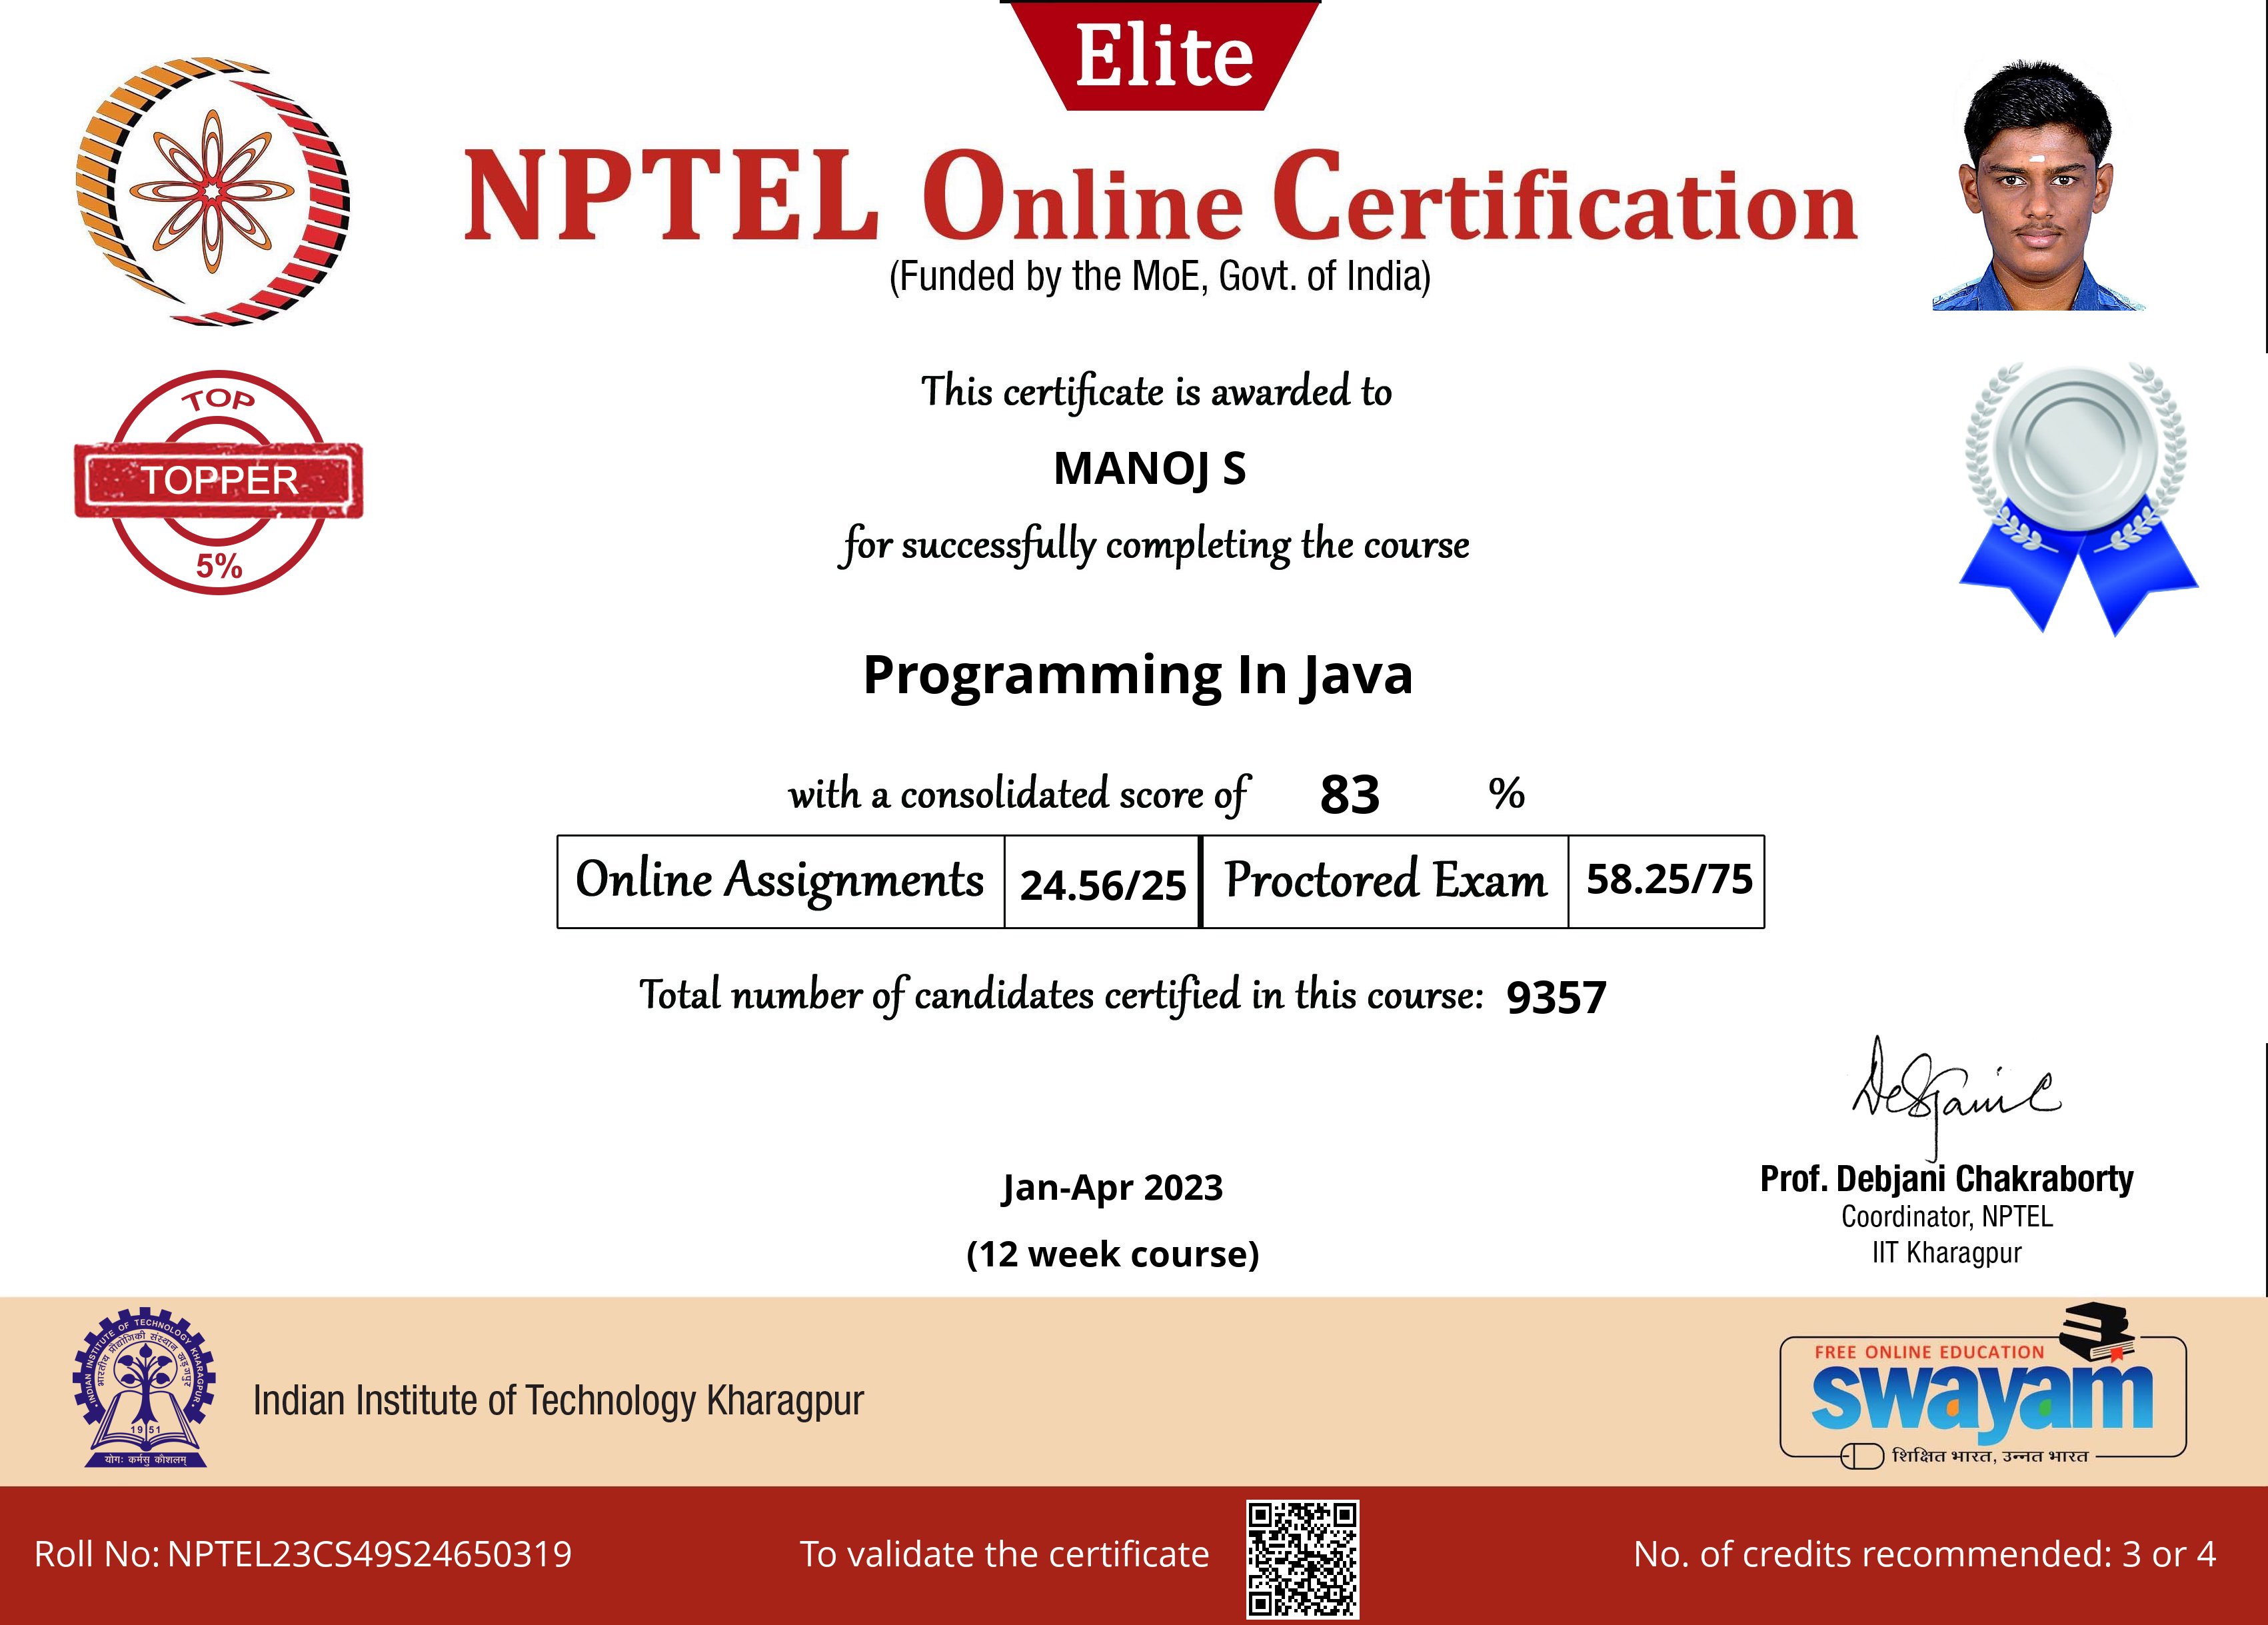 Elite
NPTEL Online Certification
(Funded by the MoE, Govt. of India)
TOP
TOPPER
5%
This certificate is awarded to
MANOJ S
for successfully completing the course
Programming In Java
with a consolidated score of 83 %
Online Assignments 24.56/25 Proctored Exam 58.25/75
Total number of candidates certified in this course: 9357
Jan-Apr 2023
(12 week course)
Prof. Debjani Chakraborty
Coordinator, NPTEL
IIT Kharagpur
INDIAN INSTITUTE OF TECHNOLOGY KHARAGPUR
भारतीय प्रौद्योगिकी संस्थान खड़गपुर
1951
योगः कर्मसु कौशलम्
Indian Institute of Technology Kharagpur
FREE ONLINE EDUCATION
swayam
शिक्षित भारत, उन्नत भारत
Roll No: NPTEL23CS49S24650319
To validate the certificate
No. of credits recommended: 3 or 4